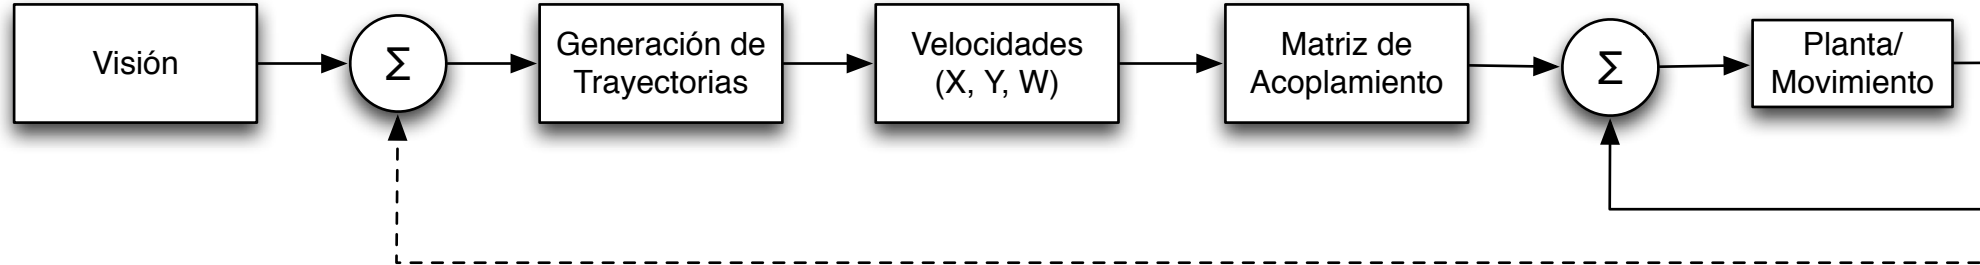 Visión
Σ
Generación de
Trayectorias
Velocidades
(X, Y, W)
Matriz de
Acoplamiento
Σ
Planta/
Movimiento